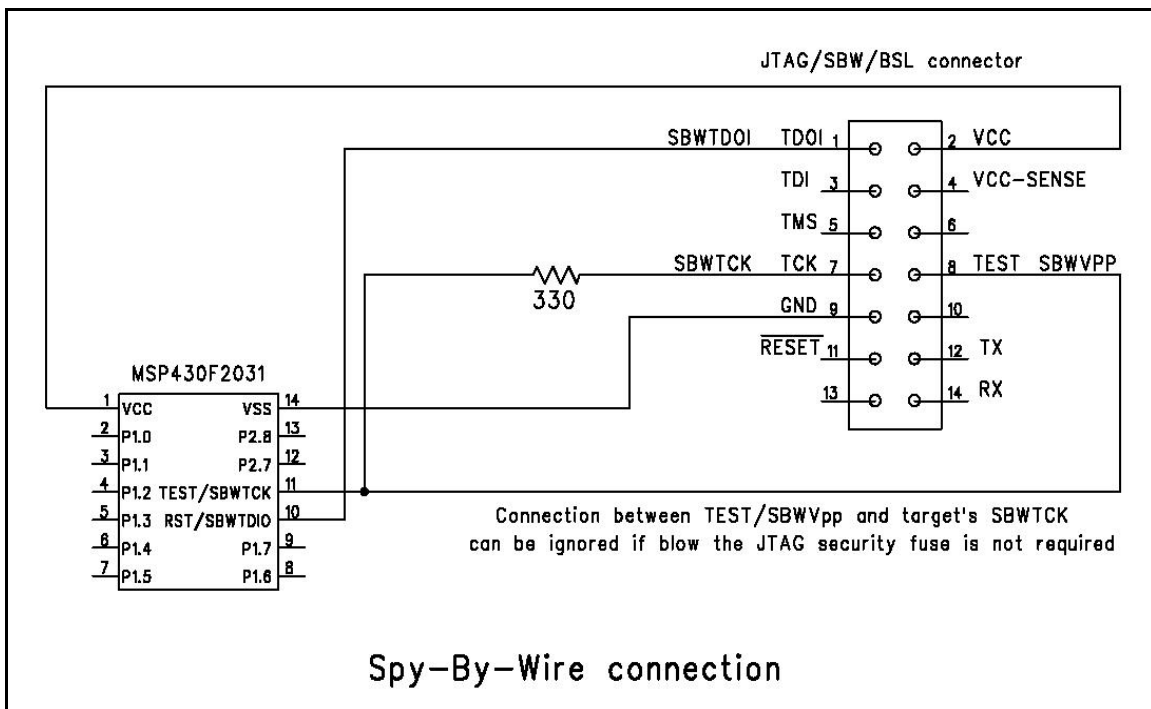 JTAG/SBW/BSL connector
SBWTDOI TDOI 1 2 VCC
TDI 3 4 VCC-SENSE
TMS 5 6
SBWTCK TCK 7 8 TEST SBWVPP
330
GND 9 10
RESET 11 12 TX
13 14 RX
MSP430F2031
1 VCC VSS 14
2 P1.0 P2.8 13
3 P1.1 P2.7 12
4 P1.2 TEST/SBWTCK 11
5 P1.3 RST/SBWTDIO 10
6 P1.4 P1.7 9
7 P1.5 P1.6 8
Connection between TEST/SBWVpp and target's SBWTCK
can be ignored if blow the JTAG security fuse is not required
Spy-By-Wire connection